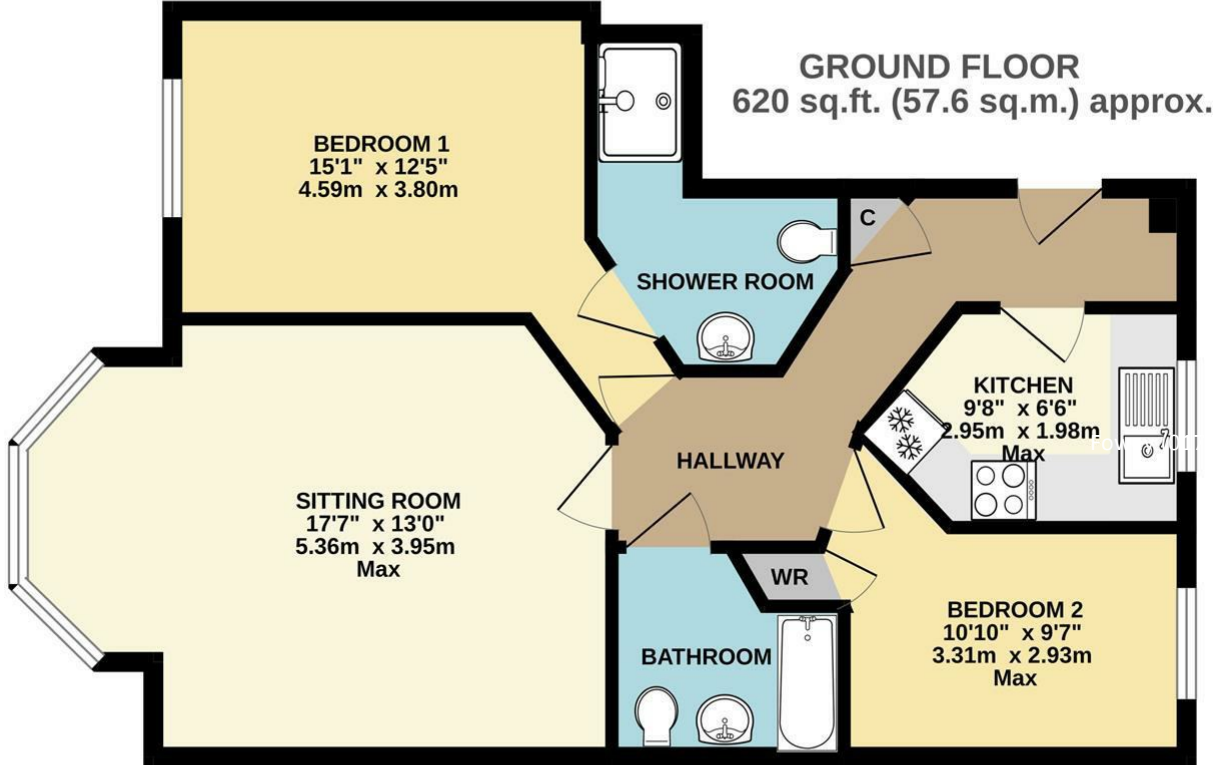 GROUND FLOOR
620 sq.ft. (57.6 sq.m.) approx.
BEDROOM 1
15'1" x 12'5"
4.59m x 3.80m
C
SHOWER ROOM
KITCHEN
9'8" x 6'6"
2.95m x 1.98m
Max
HALLWAY
SITTING ROOM
17'7" x 13'0"
5.36m x 3.95m
Max
WR
BEDROOM 2
10'10" x 9'7"
3.31m x 2.93m
Max
BATHROOM